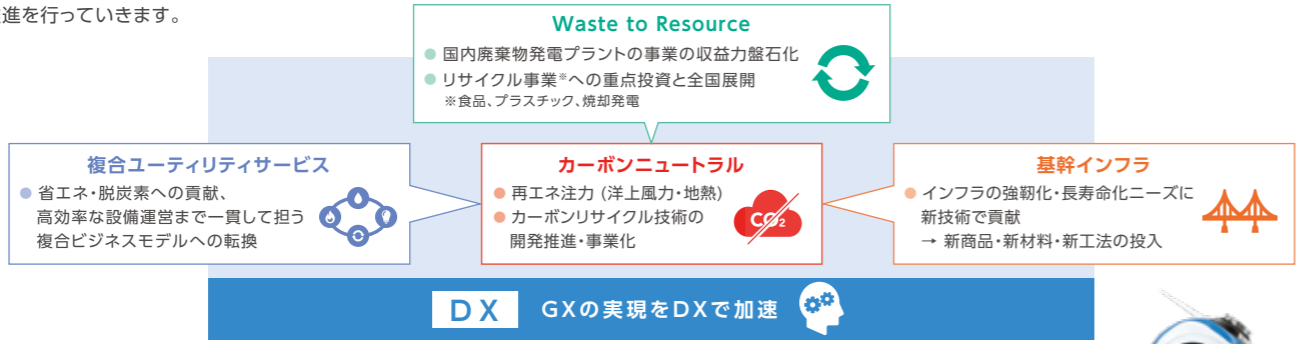 進を行っていきます。
Waste to Resource
● 国内廃棄物発電プラントの事業の収益力盤石化
● リサイクル事業※への重点投資と全国展開
※食品、プラスチック、焼却発電
複合ユーティリティサービス
● 省エネ・脱炭素への貢献、
高効率な設備運営まで一貫して担う
複合ビジネスモデルへの転換
カーボンニュートラル
● 再エネ注力 (洋上風力・地熱)
● カーボンリサイクル技術の
開発推進・事業化
CO2
基幹インフラ
● インフラの強靭化・長寿命化ニーズに
新技術で貢献
→ 新商品・新材料・新工法の投入
DX GXの実現をDXで加速